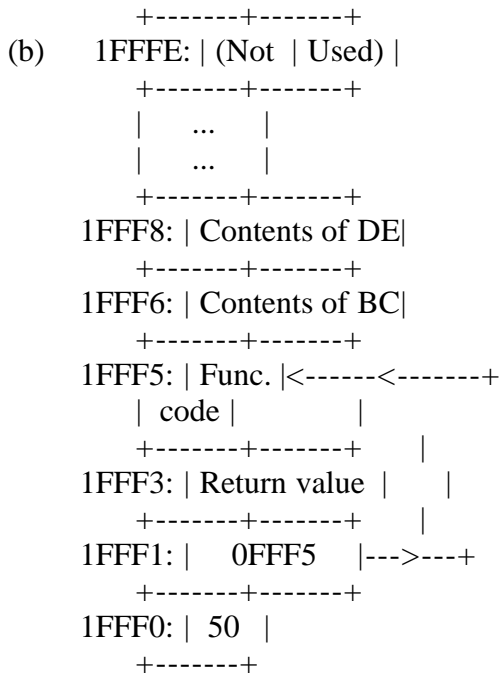 +-------+-------+
(b) 1FFFE: | (Not | Used) |
+-------+-------+
| ... |
| ... |
+-------+-------+
1FFF8: | Contents of DE|
+-------+-------+
1FFF6: | Contents of BC|
+-------+-------+
1FFF5: | Func. |<------<-------+
| code | |
+-------+-------+ |
1FFF3: | Return value | |
+-------+-------+ |
1FFF1: | 0FFF5 |--->---+
+-------+-------+
1FFF0: | 50 |
+-------+